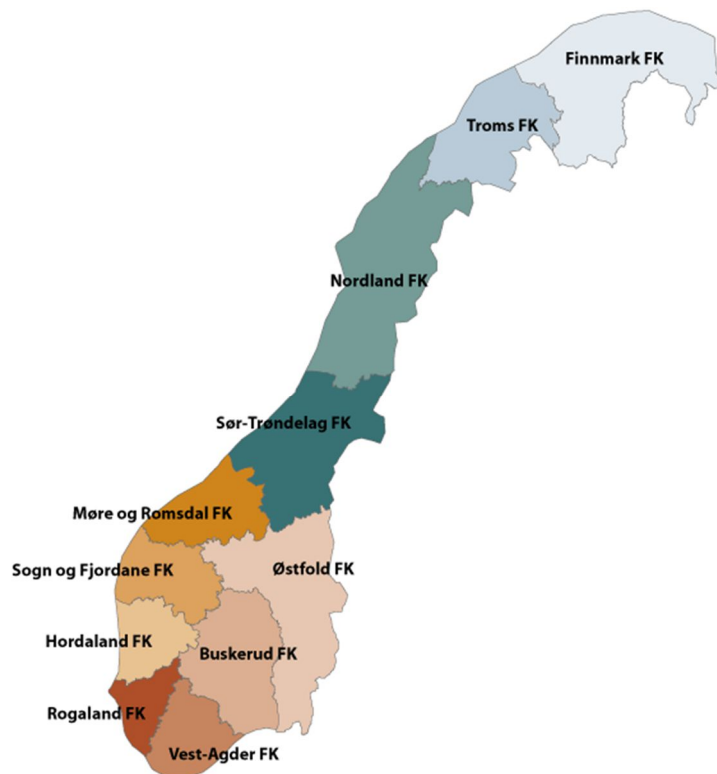 Finnmark FK
Troms FK
Nordland FK
Sør-Trøndelag FK
Møre og Romsdal FK
Sogn og Fjordane FK
Østfold FK
Hordaland FK
Buskerud FK
Rogaland FK
Vest-Agder FK